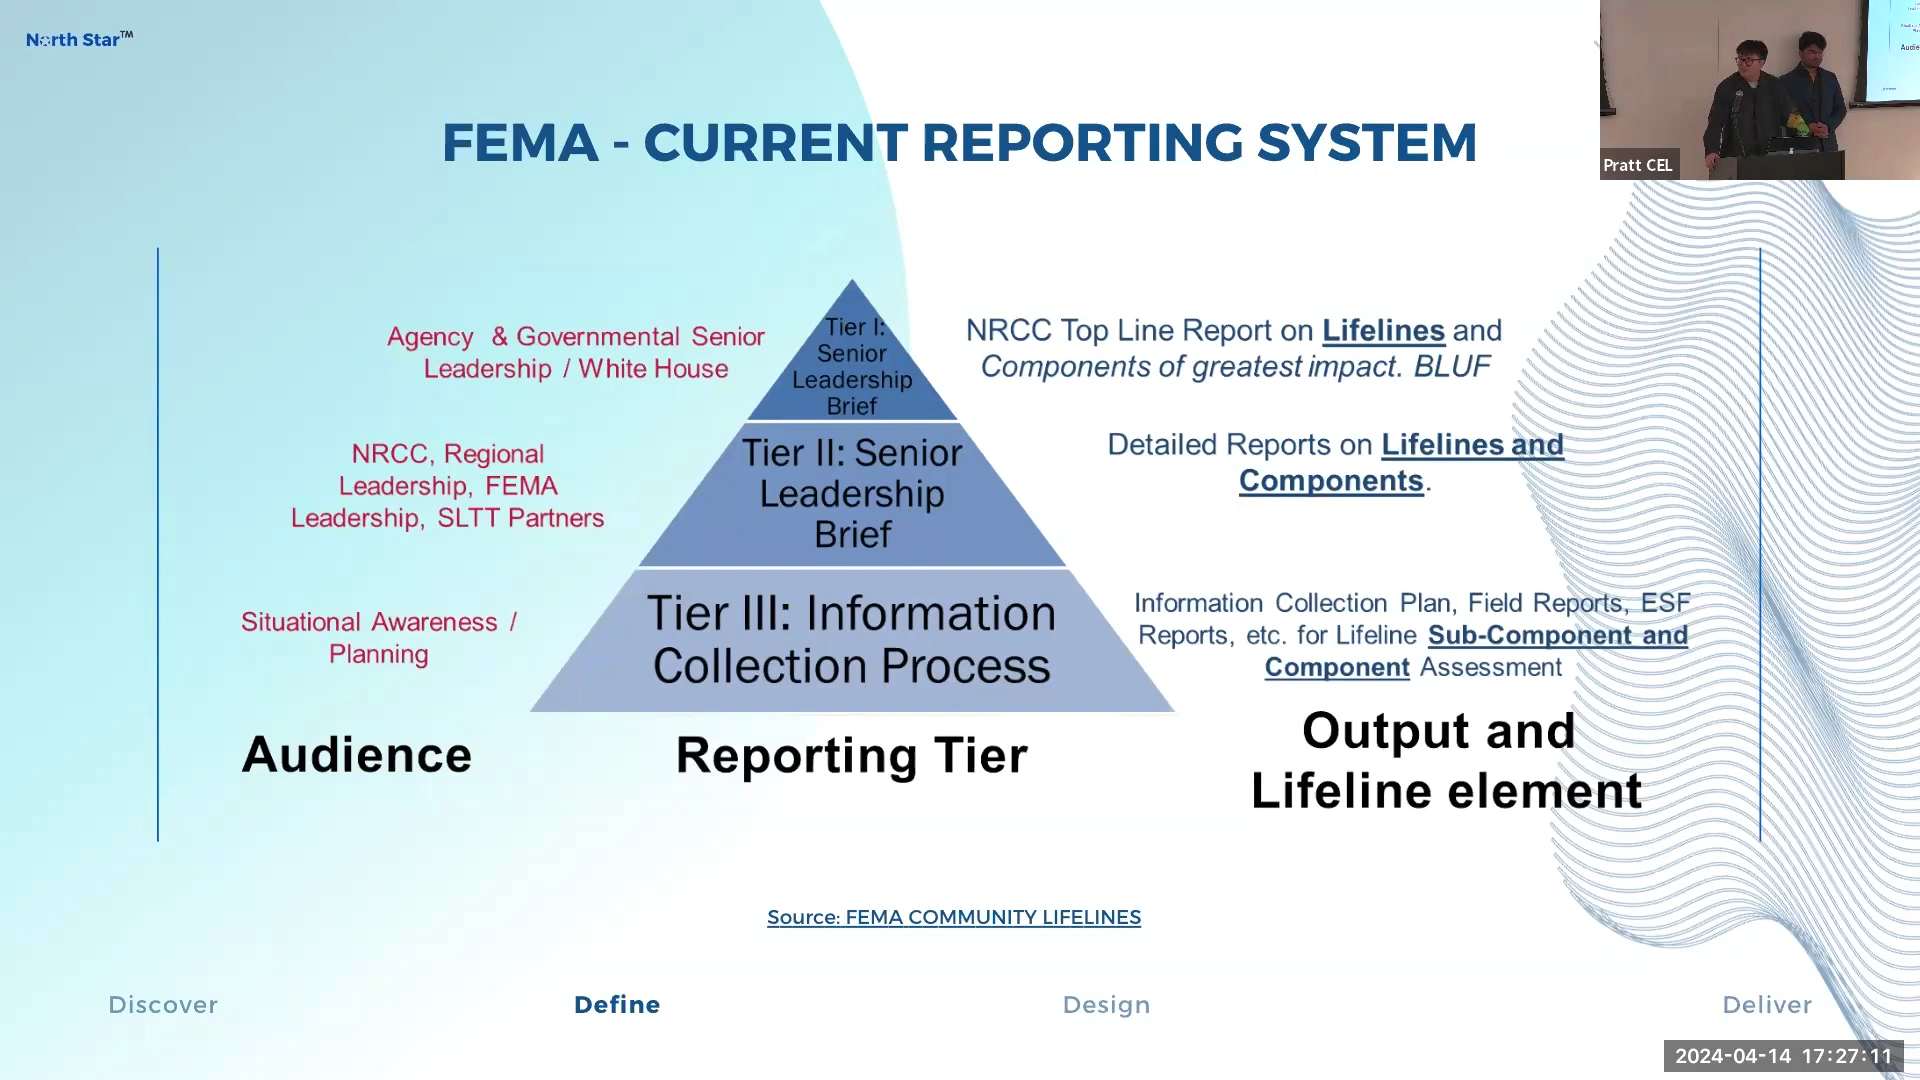 North Star™
FEMA - CURRENT REPORTING SYSTEM
Pratt CEL
Agency & Governmental Senior
Leadership / White House
Tier I:
Senior
Leadership
Brief
NRCC Top Line Report on Lifelines and
Components of greatest impact. BLUF
NRCC, Regional
Leadership, FEMA
Leadership, SLTT Partners
Tier II: Senior
Leadership
Brief
Detailed Reports on Lifelines and
Components.
Situational Awareness /
Planning
Tier III: Information
Collection Process
Information Collection Plan, Field Reports, ESF
Reports, etc. for Lifeline Sub-Component and
Component Assessment
Audience
Reporting Tier
Output and
Lifeline element
Source: FEMA COMMUNITY LIFELINES
Discover
Define
Design
Deliver
2024-04-14 17:27:11